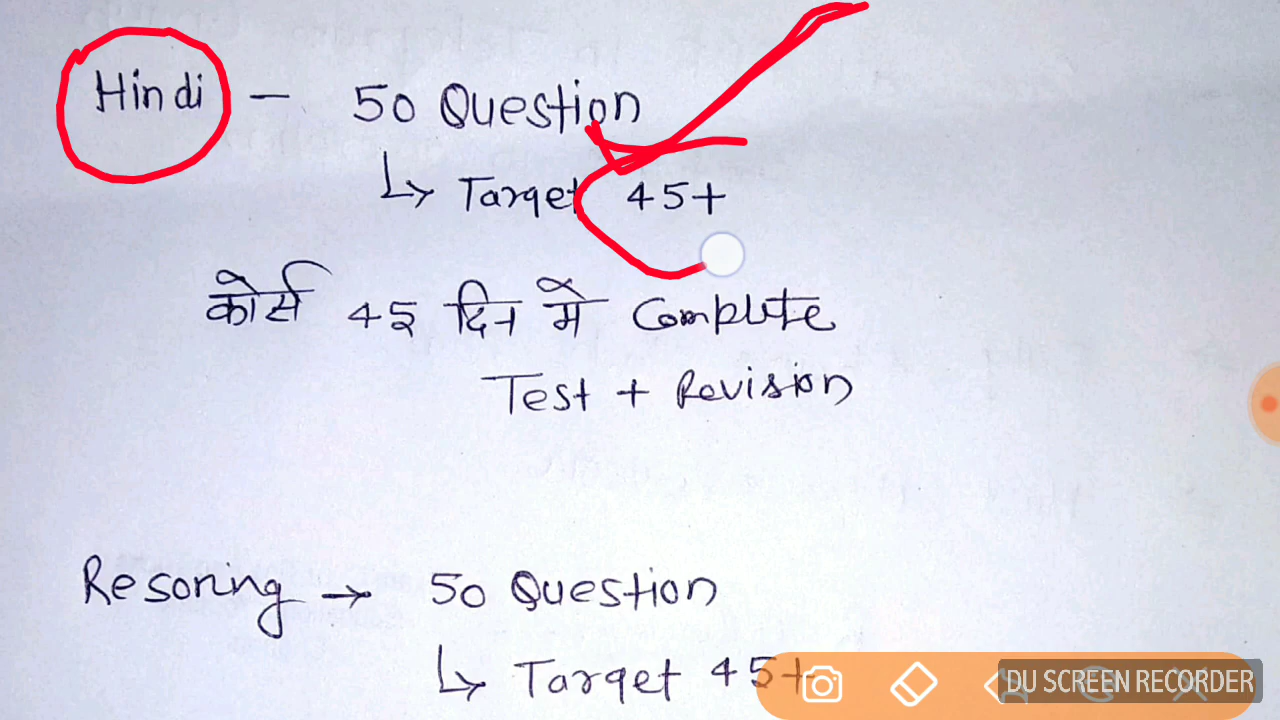 Hindi - 50 Question
↳ Target 45+
कोर्स 45 दिन मे Complete
Test + Revision
Resoning → 50 Question
↳ Target 45+
DU SCREEN RECORDER